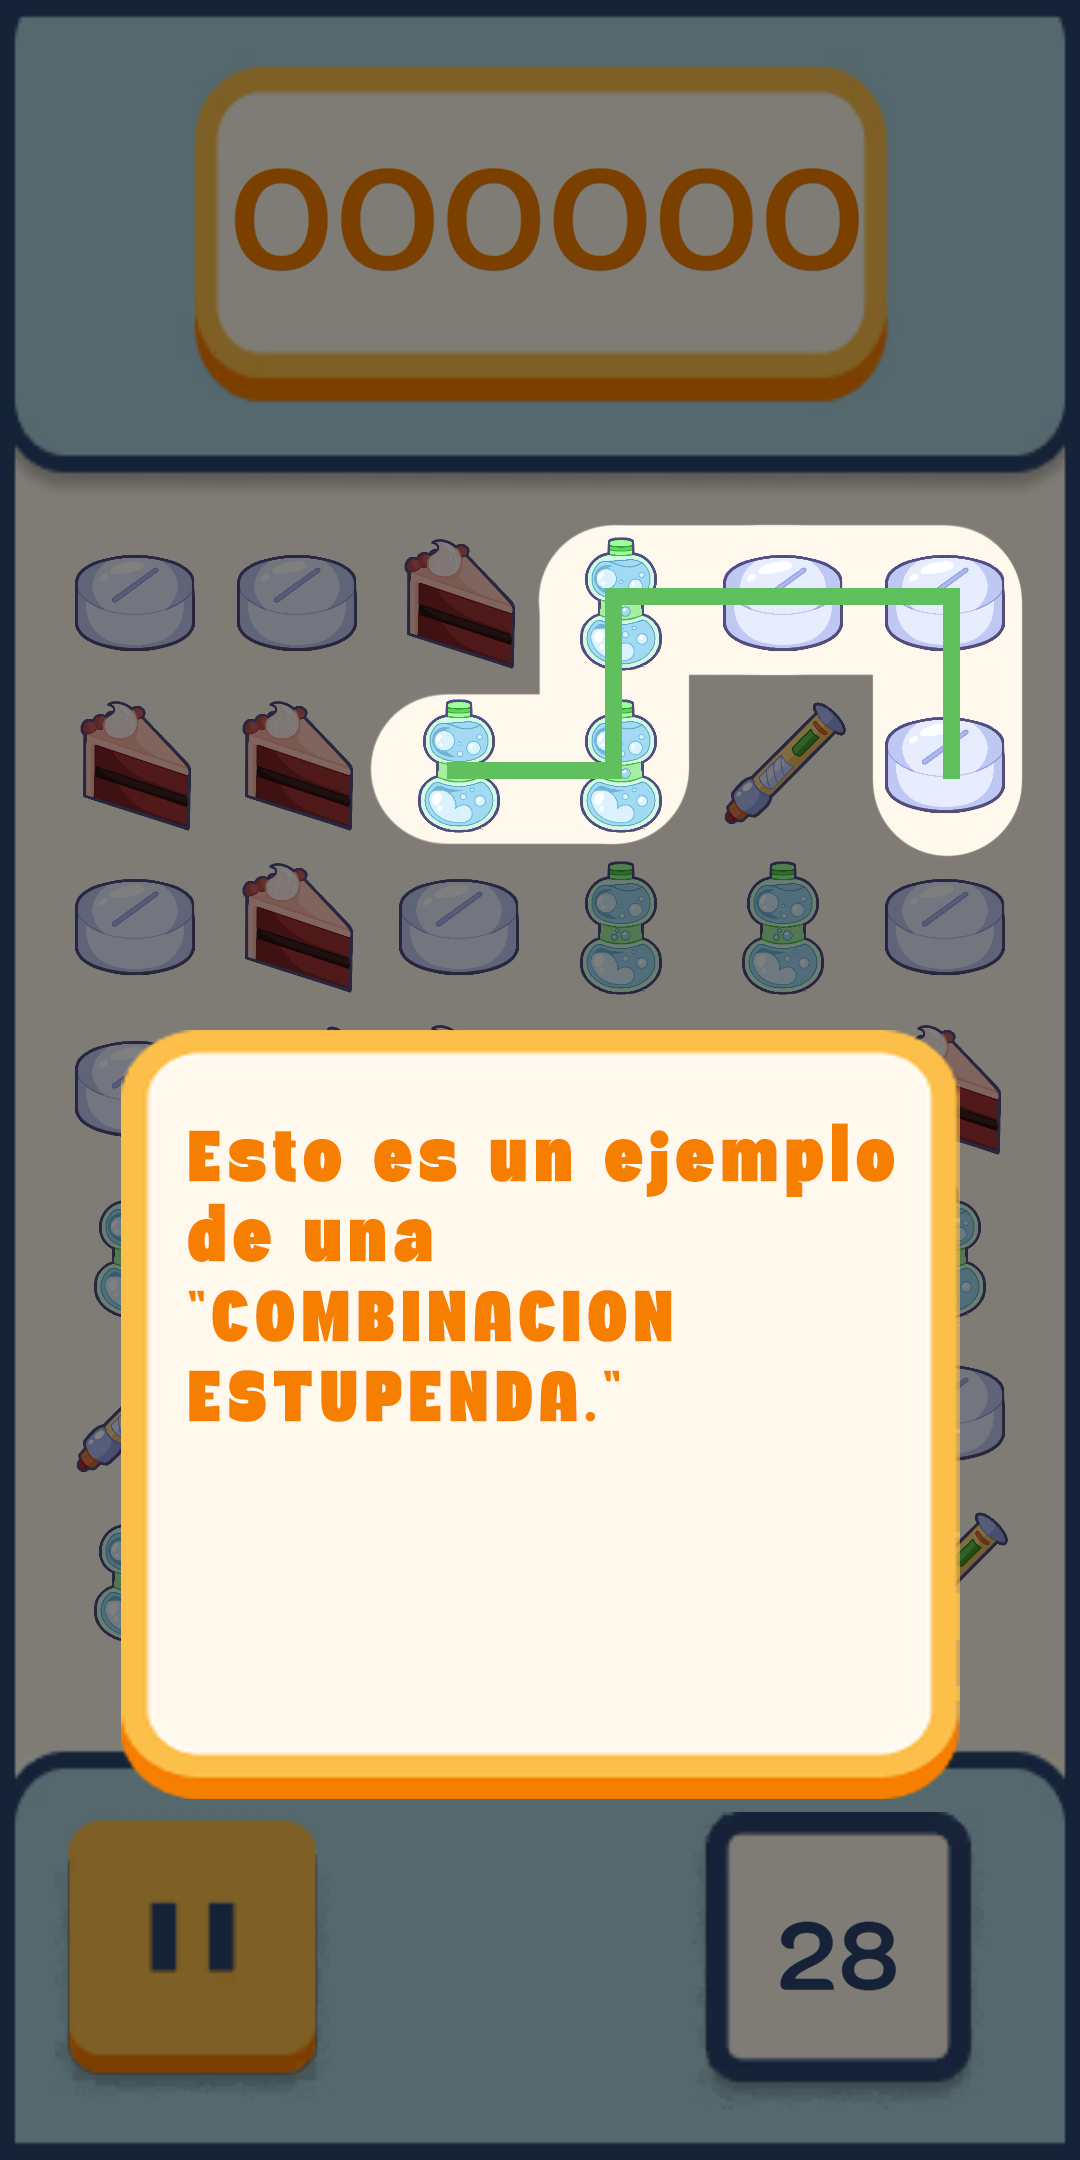 000000
Esto es un ejemplo
de una
"COMBINACION
ESTUPENDA."
28